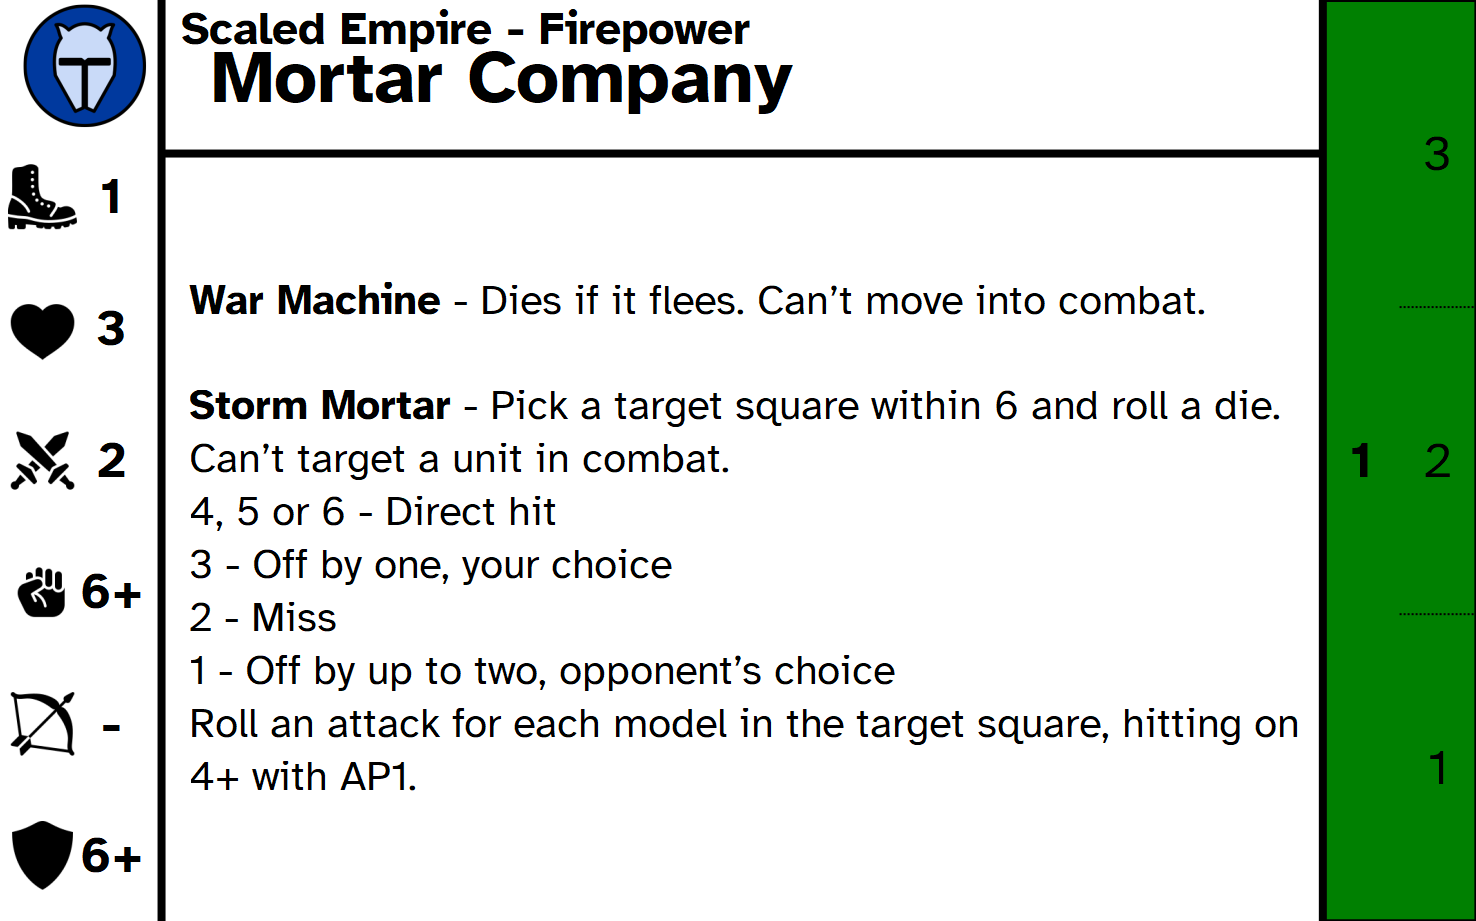 Scaled Empire - Firepower
Mortar Company
1
3
2
6+
-
6+
War Machine - Dies if it flees. Can’t move into combat.
Storm Mortar - Pick a target square within 6 and roll a die.
Can’t target a unit in combat.
4, 5 or 6 - Direct hit
3 - Off by one, your choice
2 - Miss
1 - Off by up to two, opponent’s choice
Roll an attack for each model in the target square, hitting on
4+ with AP1.
3
1 2
1